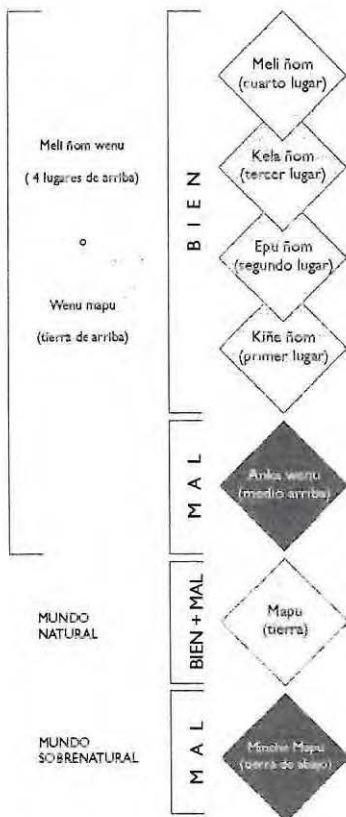 Meli ñom
(cuarto lugar)
Meli ñom wenu
( 4 lugares de arriba)
o
Wenu mapu
(tierra de arriba)
BIEN
Kela ñom
(tercer lugar)
Epu ñom
(segundo lugar)
Kiñe ñom
(primer lugar)
MAL
Anka wenu
(medio arriba)
MUNDO
NATURAL
BIEN + MAL
Mapu
(tierra)
MUNDO
SOBRENATURAL
MAL
Minche Mapu
(tierra de abajo)